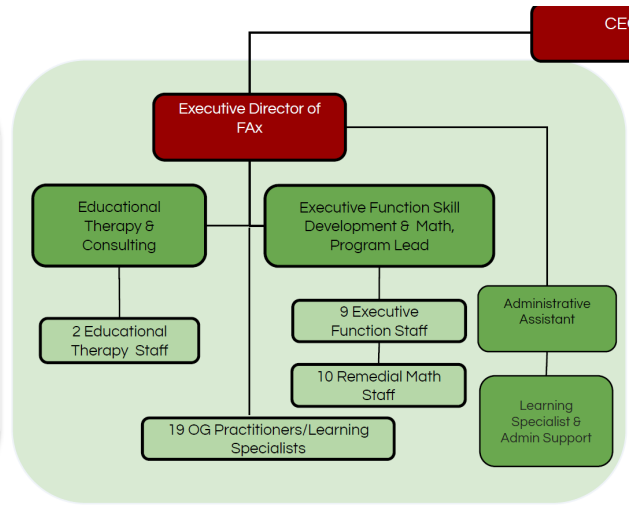 Executive Director of
FAx
Educational
Therapy &
Consulting
Executive Function Skill
Development & Math,
Program Lead
2 Educational
Therapy Staff
9 Executive
Function Staff
10 Remedial Math
Staff
19 OG Practitioners/Learning
Specialists
Administrative
Assistant
Learning
Specialist &
Admin Support